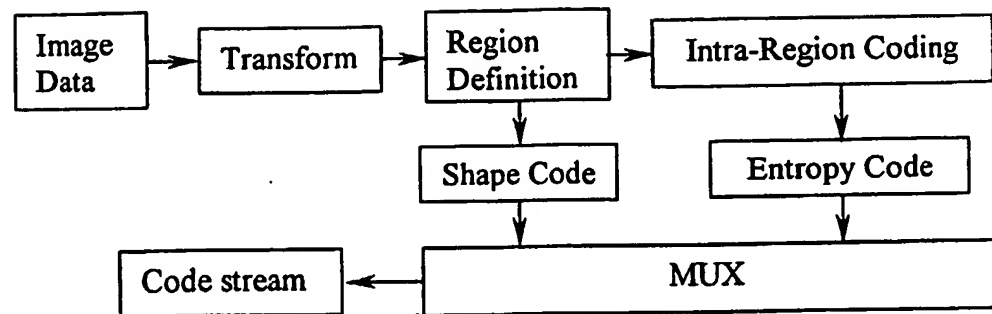 Image
Data
Transform
Region
Definition
Intra-Region Coding
Shape Code
Entropy Code
Code stream
MUX